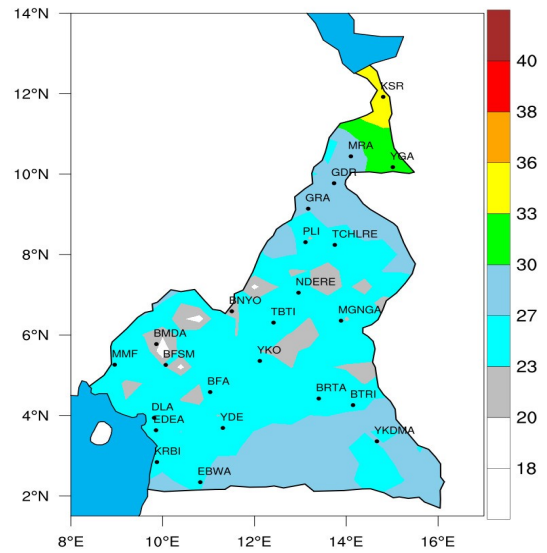 14°N
40
12°N
KSR
38
MRA
YGA
10°N
GDR
36
GRA
33
PLI
TCHLRE
8°N
30
NDERE
BNYO
TBTI
MGNGA
27
6°N
BMDA
MMF
BFSM
YKO
23
BFA
BRTA
BTRI
4°N
DLA
EDEA
YDE
YKDMA
20
KRBI
EBWA
18
2°N
8°E 10°E 12°E 14°E 16°E